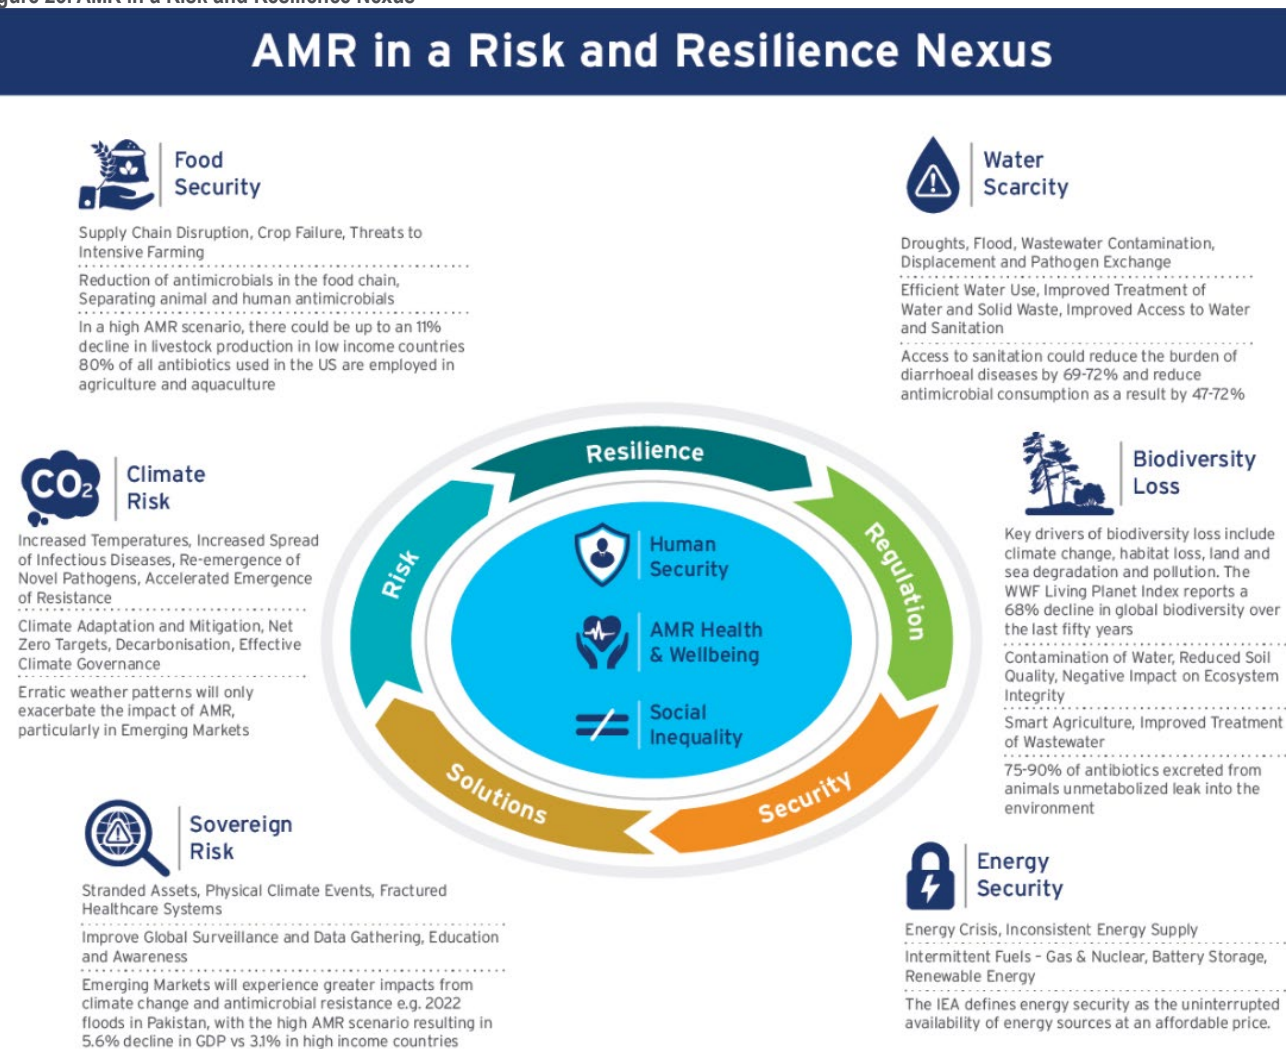 AMR in a Risk and Resilience Nexus
AMR in a Risk and Resilience Nexus
Food
Security
Supply Chain Disruption, Crop Failure, Threats to
Intensive Farming
Reduction of antimicrobials in the food chain,
Separating animal and human antimicrobials
In a high AMR scenario, there could be up to an 11%
decline in livestock production in low income countries
80% of all antibiotics used in the US are employed in
agriculture and aquaculture
Water
Scarcity
Droughts, Flood, Wastewater Contamination,
Displacement and Pathogen Exchange
Efficient Water Use, Improved Treatment of
Water and Solid Waste, Improved Access to Water
and Sanitation
Access to sanitation could reduce the burden of
diarrhoeal diseases by 69-72% and reduce
antimicrobial consumption as a result by 47-72%
CO2
Climate
Risk
Increased Temperatures, Increased Spread
of Infectious Diseases, Re-emergence of
Novel Pathogens, Accelerated Emergence
of Resistance
Climate Adaptation and Mitigation, Net
Zero Targets, Decarbonisation, Effective
Climate Governance
Erratic weather patterns will only
exacerbate the impact of AMR,
particularly in Emerging Markets
Resilience
Regulation
Security
Solutions
Risk
Human
Security
AMR Health
& Wellbeing
Social
Inequality
Biodiversity
Loss
Key drivers of biodiversity loss include
climate change, habitat loss, land and
sea degradation and pollution. The
WWF Living Planet Index reports a
68% decline in global biodiversity over
the last fifty years
Contamination of Water, Reduced Soil
Quality, Negative Impact on Ecosystem
Integrity
Smart Agriculture, Improved Treatment
of Wastewater
75-90% of antibiotics excreted from
animals unmetabolized leak into the
environment
Sovereign
Risk
Stranded Assets, Physical Climate Events, Fractured
Healthcare Systems
Improve Global Surveillance and Data Gathering, Education
and Awareness
Emerging Markets will experience greater impacts from
climate change and antimicrobial resistance e.g. 2022
floods in Pakistan, with the high AMR scenario resulting in
5.6% decline in GDP vs 3.1% in high income countries
Energy
Security
Energy Crisis, Inconsistent Energy Supply
Intermittent Fuels – Gas & Nuclear, Battery Storage,
Renewable Energy
The IEA defines energy security as the uninterrupted
availability of energy sources at an affordable price.